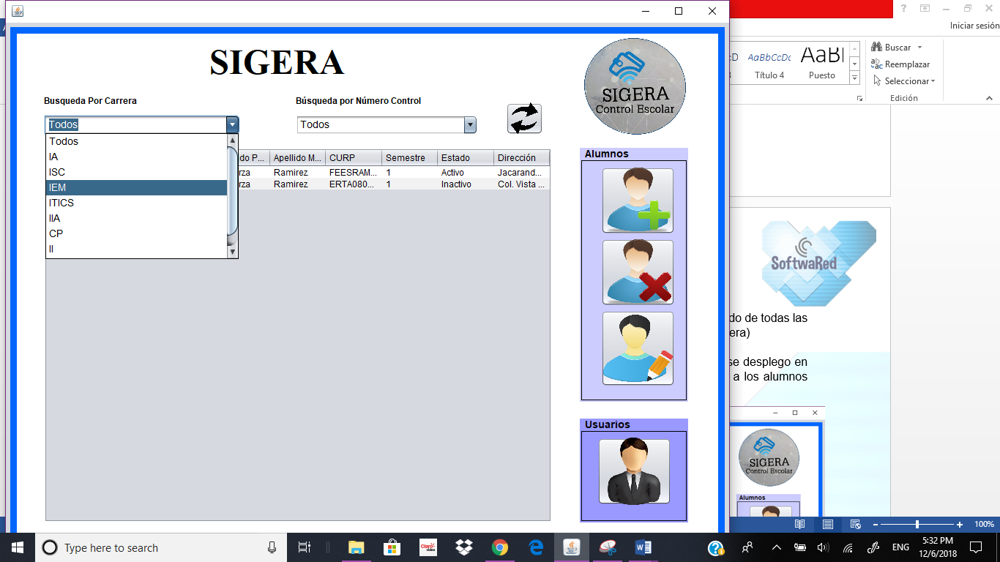 SIGERA
SIGERA
Control Escolar
Busqueda Por Carrera
Búsqueda por Número Control
Todos
Todos
Todos
IA
ISC
IEM
ITICS
IIA
CP
II
do P... Apellido M... CURP Semestre Estado Dirección
rza Ramirez FEESRAM... 1 Activo Jacarand...
rza Ramirez ERTA080... 1 Inactivo Col. Vista ...
Alumnos
Usuarios
Iniciar sesión
AaBbCcDc AaBI
Título 4 Puesto
Buscar
Reemplazar
Seleccionar
Edición
SoftwaRed
do de todas las
era)
se desplego en
a los alumnos
SIGERA
Control Escolar
Alumnos
100%
Type here to search
Claro-
video
ENG
5:32 PM
12/6/2018